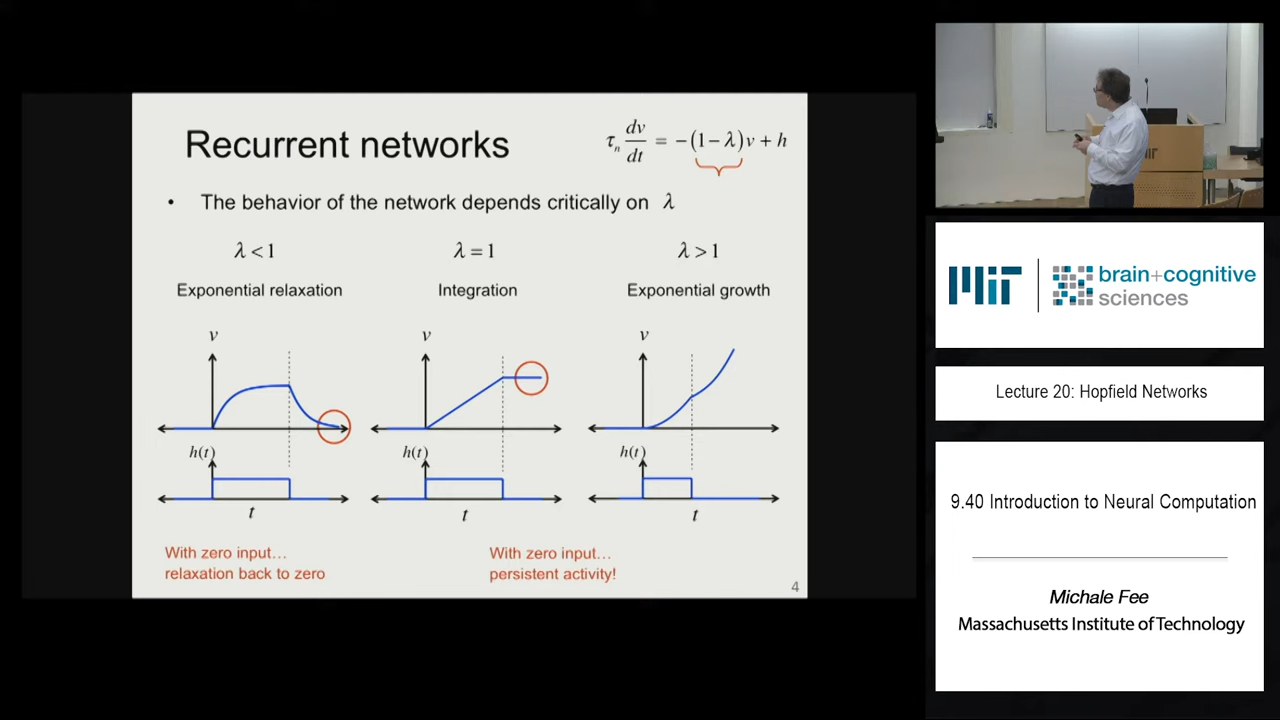 Recurrent networks
τn dv/dt = −(1−λ)v + h
• The behavior of the network depends critically on λ
λ < 1
λ = 1
λ > 1
Exponential relaxation
Integration
Exponential growth
v
v
v
h(t)
h(t)
h(t)
t
t
t
With zero input…
relaxation back to zero
With zero input…
persistent activity!
4
MIT
brain+cognitive
sciences
Lecture 20: Hopfield Networks
9.40 Introduction to Neural Computation
Michale Fee
Massachusetts Institute of Technology